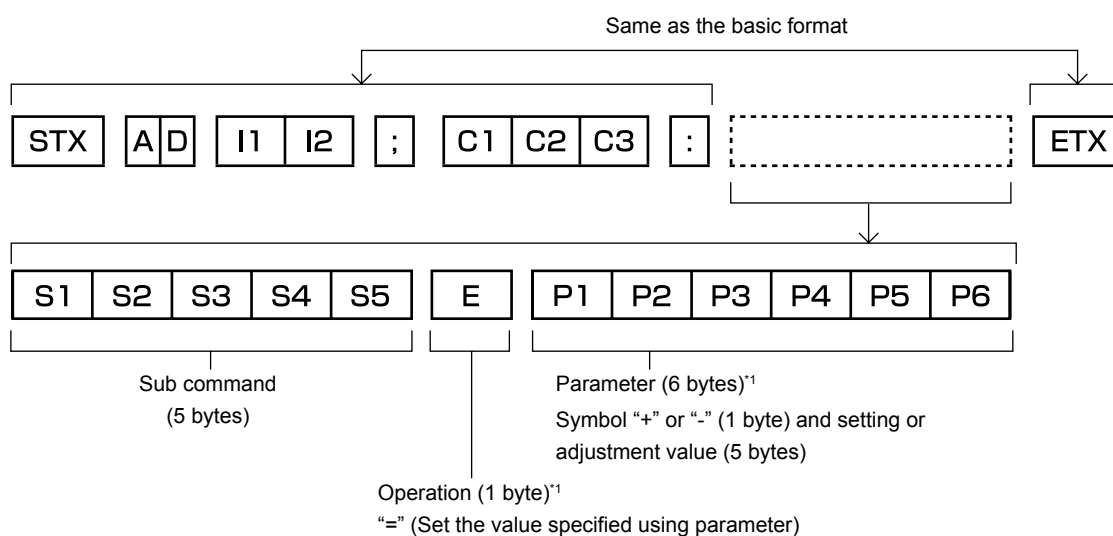 Same as the basic format
STX A D I1 I2 ; C1 C2 C3 : ETX
S1 S2 S3 S4 S5 E P1 P2 P3 P4 P5 P6
Sub command
(5 bytes)
Parameter (6 bytes)*1
Symbol “+” or “-” (1 byte) and setting or
adjustment value (5 bytes)
Operation (1 byte)*1
“=” (Set the value specified using parameter)